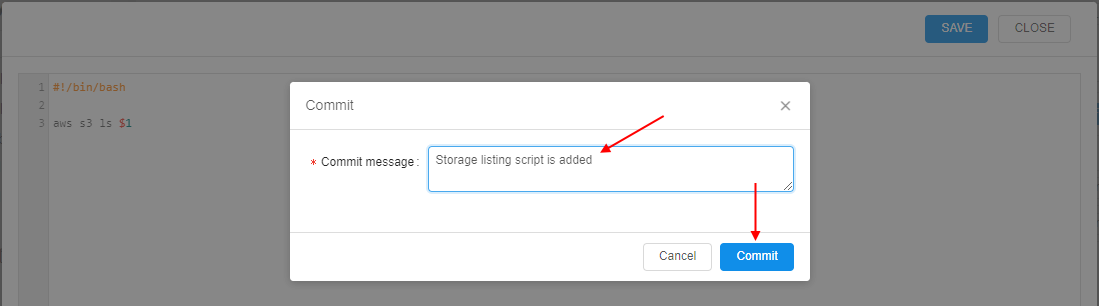 SAVE CLOSE
1 #!/bin/bash
2
3 aws s3 ls $1
Commit
* Commit message :
Storage listing script is added
Cancel Commit